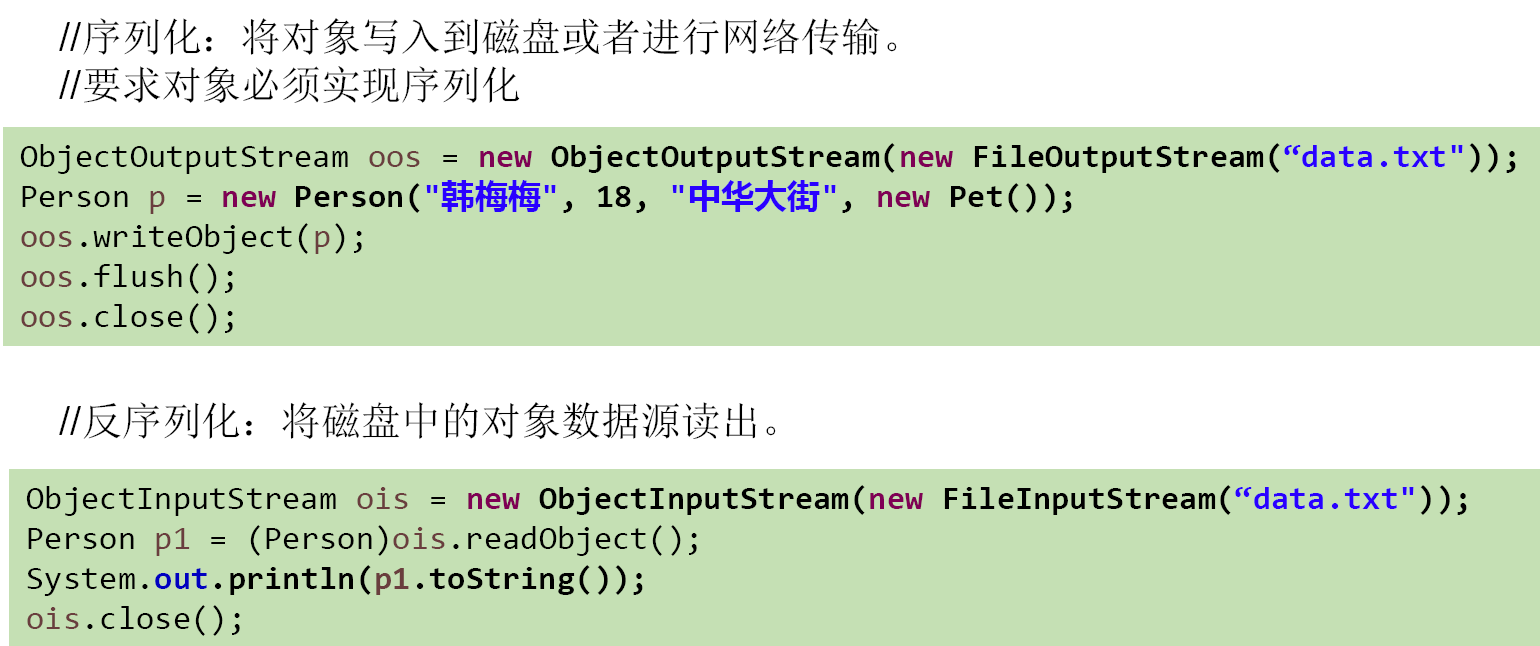 //序列化：将对象写入到磁盘或者进行网络传输。
//要求对象必须实现序列化
ObjectOutputStream oos = new ObjectOutputStream(new FileOutputStream(“data.txt"));
Person p = new Person("韩梅梅", 18, "中华大街", new Pet());
oos.writeObject(p);
oos.flush();
oos.close();
//反序列化：将磁盘中的对象数据源读出。
ObjectInputStream ois = new ObjectInputStream(new FileInputStream(“data.txt"));
Person p1 = (Person)ois.readObject();
System.out.println(p1.toString());
ois.close();